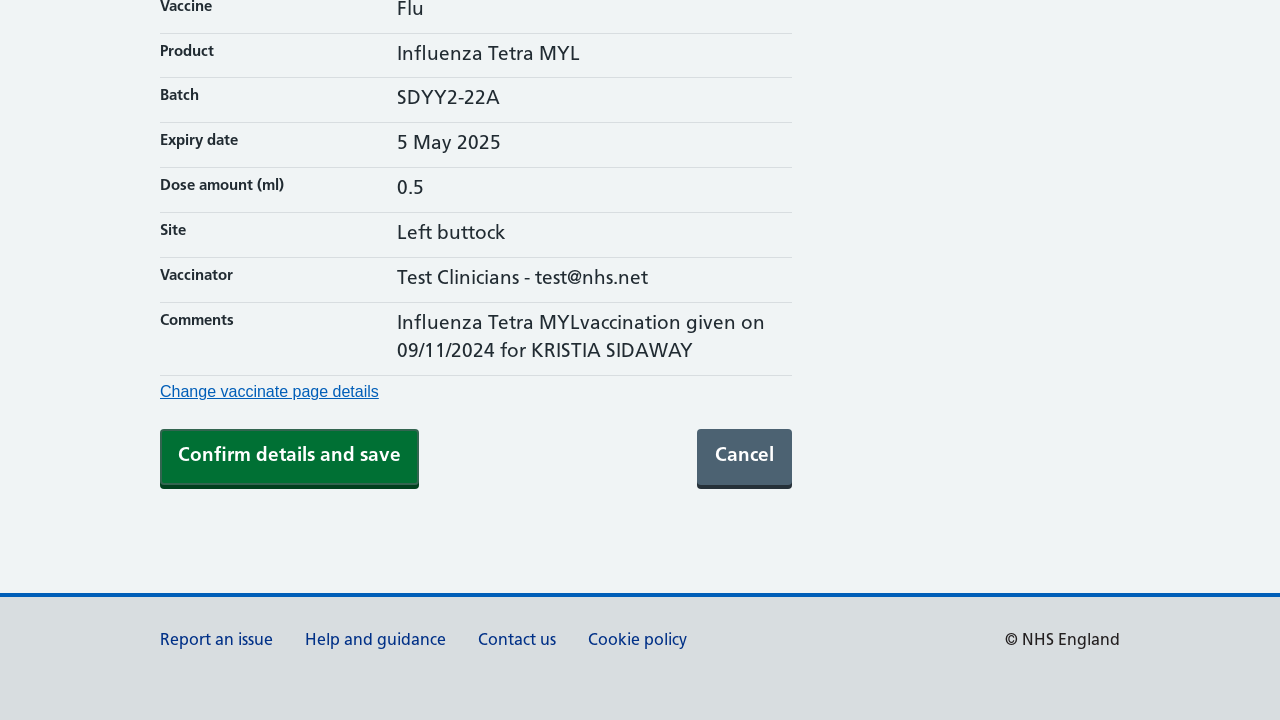 Vaccine Flu
Product Influenza Tetra MYL
Batch SDYY2-22A
Expiry date 5 May 2025
Dose amount (ml) 0.5
Site Left buttock
Vaccinator Test Clinicians - test@nhs.net
Comments Influenza Tetra MYLvaccination given on
09/11/2024 for KRISTIA SIDAWAY
Change vaccinate page details
Confirm details and save Cancel
Report an issue Help and guidance Contact us Cookie policy © NHS England